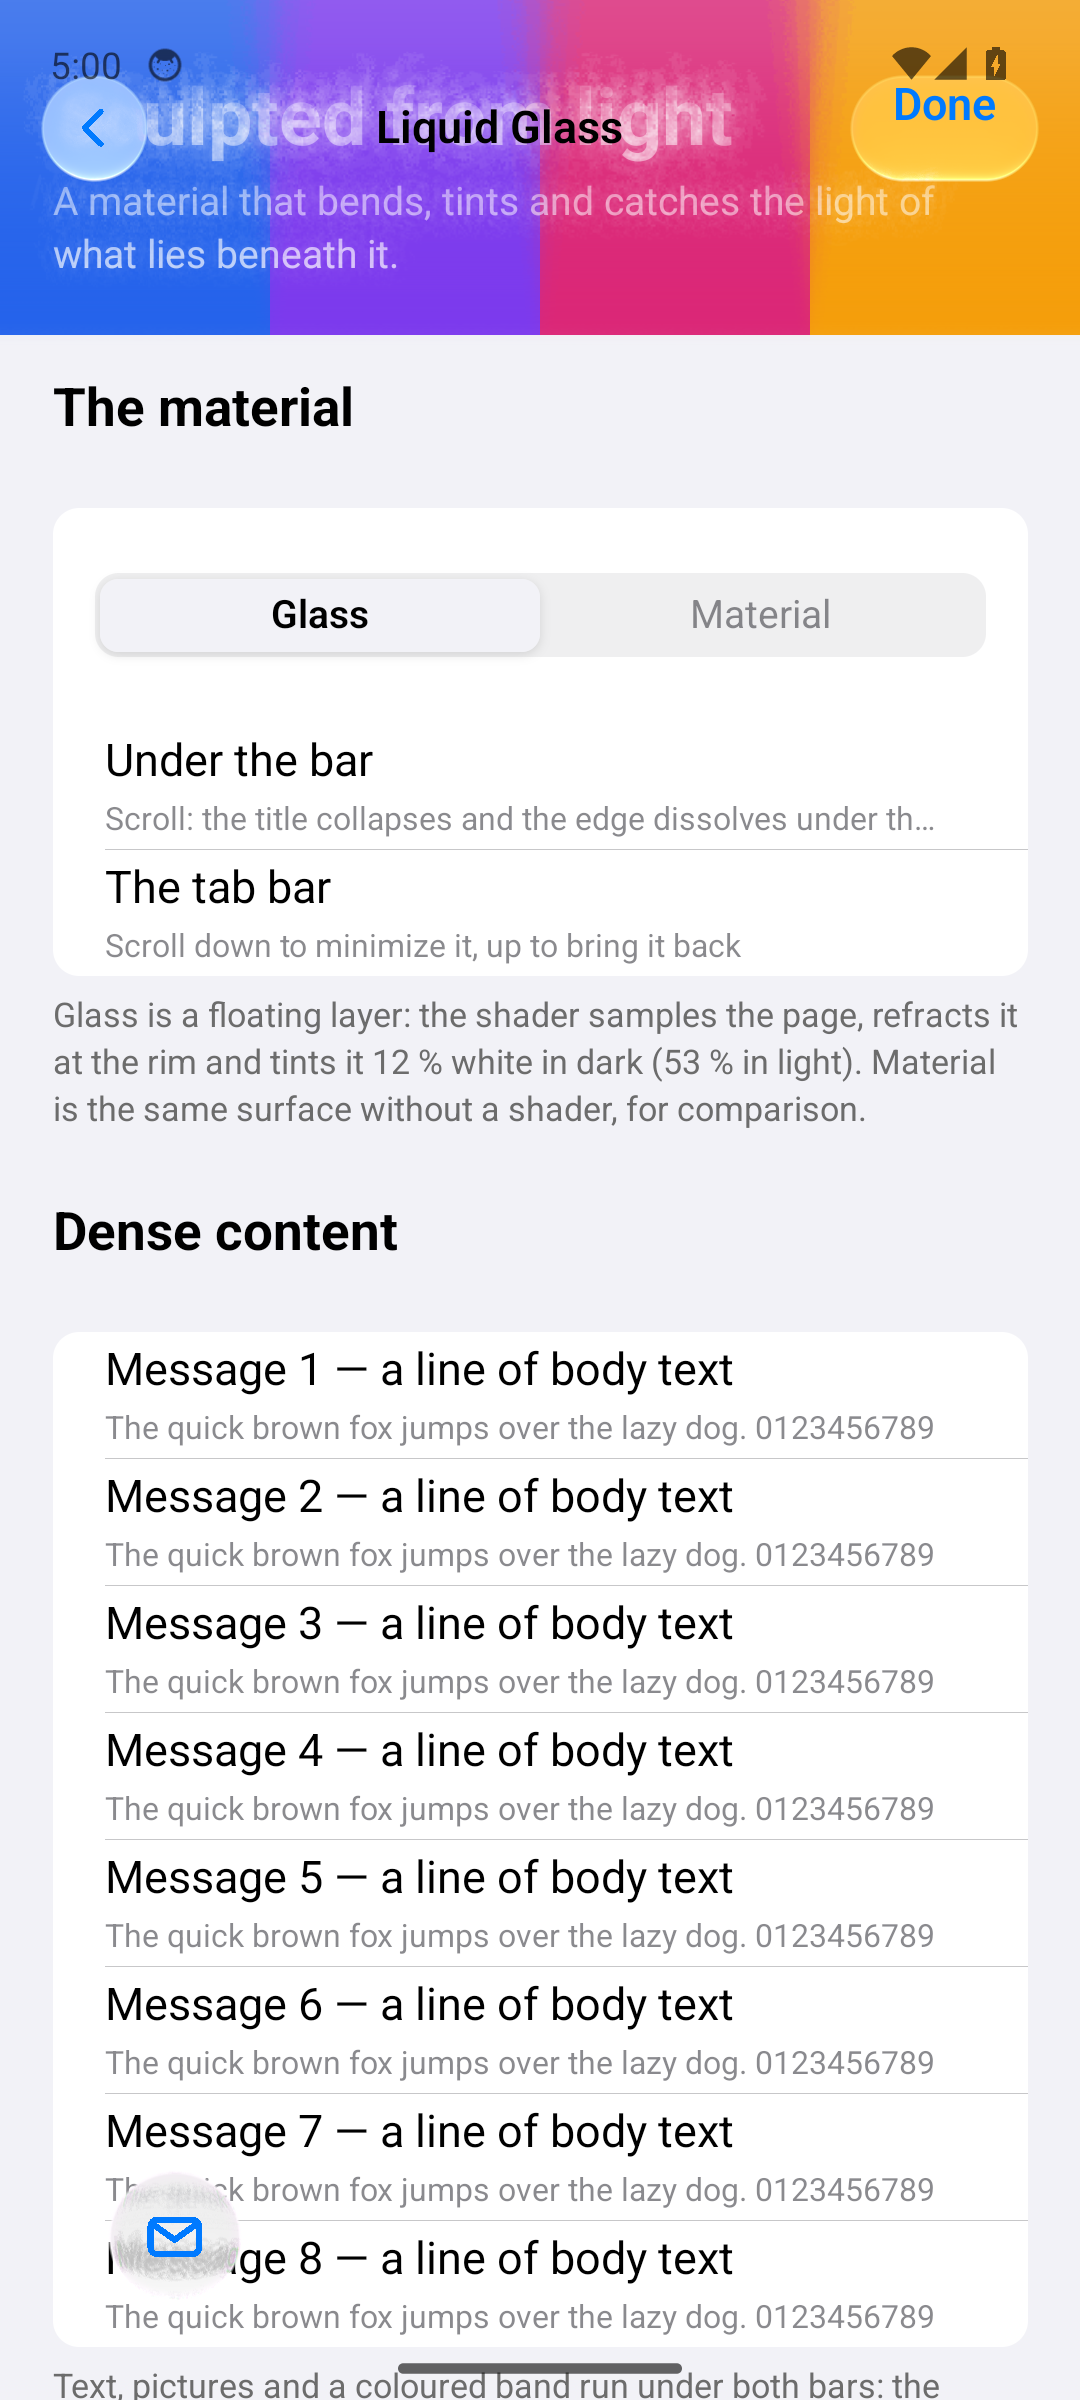 5:00
Liquid Glass
Done
A material that bends, tints and catches the light of
what lies beneath it.
The material
Glass
Material
Under the bar
Scroll: the title collapses and the edge dissolves under th…
The tab bar
Scroll down to minimize it, up to bring it back
Glass is a floating layer: the shader samples the page, refracts it
at the rim and tints it 12 % white in dark (53 % in light). Material
is the same surface without a shader, for comparison.
Dense content
Message 1 — a line of body text
The quick brown fox jumps over the lazy dog. 0123456789
Message 2 — a line of body text
The quick brown fox jumps over the lazy dog. 0123456789
Message 3 — a line of body text
The quick brown fox jumps over the lazy dog. 0123456789
Message 4 — a line of body text
The quick brown fox jumps over the lazy dog. 0123456789
Message 5 — a line of body text
The quick brown fox jumps over the lazy dog. 0123456789
Message 6 — a line of body text
The quick brown fox jumps over the lazy dog. 0123456789
Message 7 — a line of body text
brown fox jumps over the lazy dog. 0123456789
8 — a line of body text
The quick brown fox jumps over the lazy dog. 0123456789
Text, pictures and a coloured band run under both bars: the